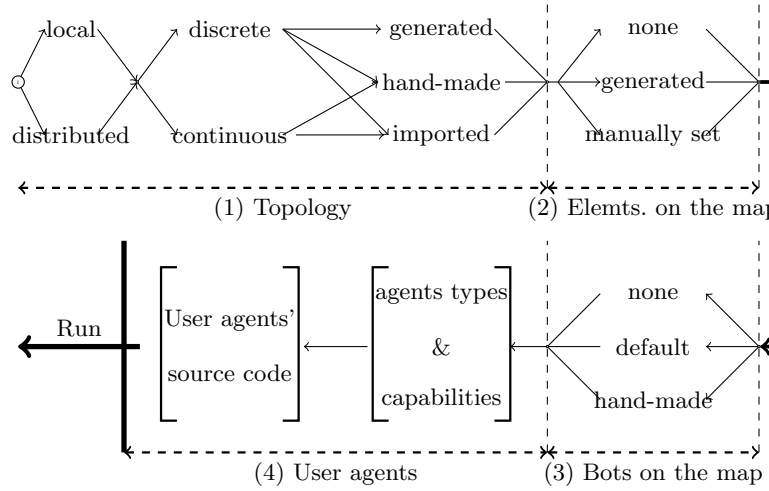 local discrete generated none
hand-made generated
distributed continuous imported manually set
(1) Topology (2) Elemts. on the map
agents types none
Run User agents' & default
source code capabilities hand-made
(4) User agents (3) Bots on the map